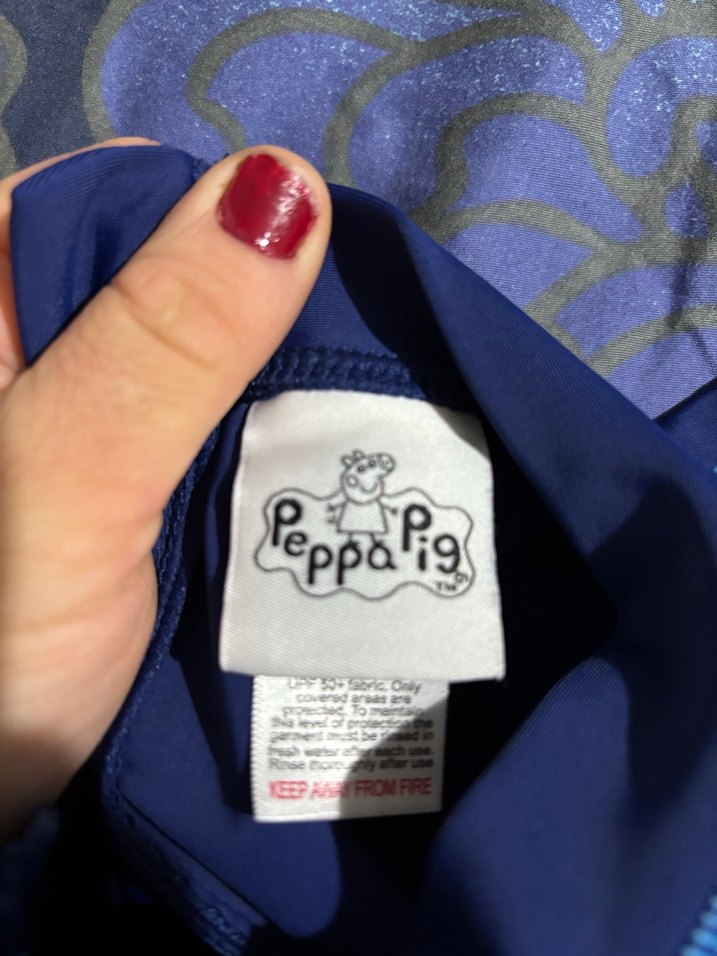 Peppa Pig
TM
UPF 50+ fabric. Only
covered areas are
protected. To maintain
this level of protection the
garment must be rinsed in
fresh water after each use.
Rinse thoroughly after use
KEEP AWAY FROM FIRE